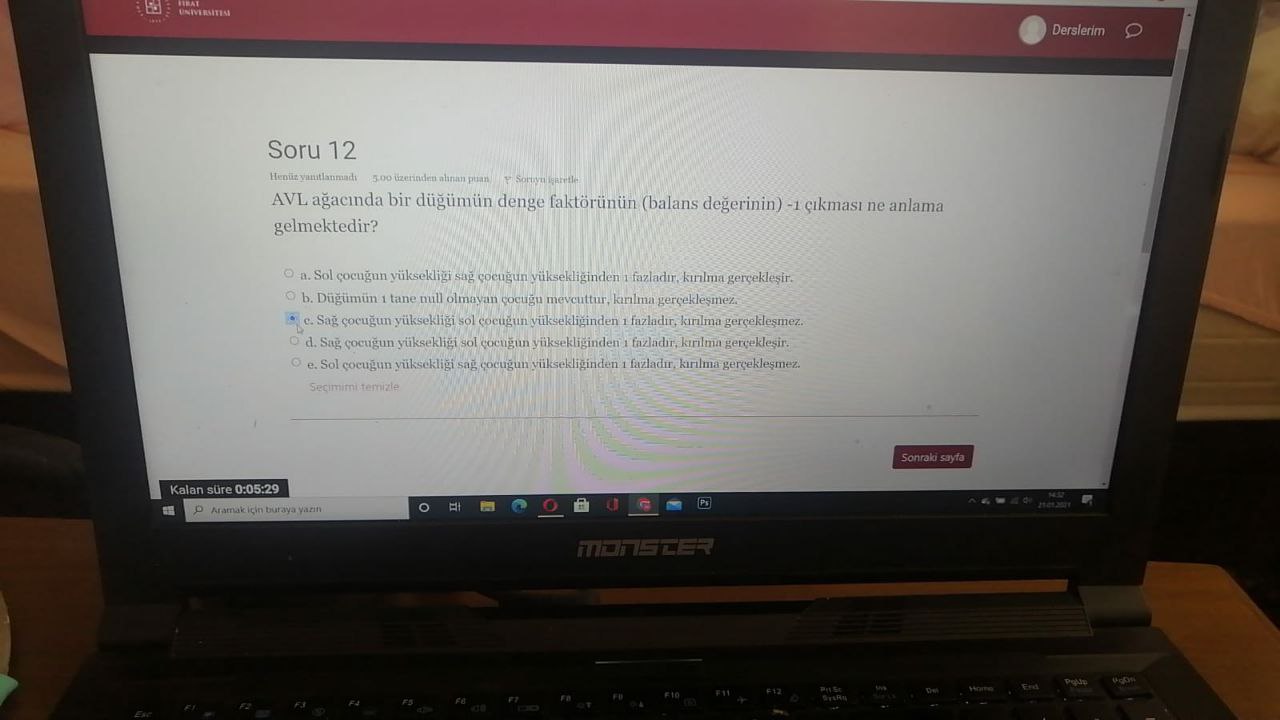 FIRAT
ÜNİVERSİTESİ
Derslerim
Soru 12
Henüz yanıtlanmadı 5.00 üzerinden alınan puan Soruyu işaretle
AVL ağacında bir düğümün denge faktörünün (balans değerinin) -1 çıkması ne anlama
gelmektedir?
a. Sol çocuğun yüksekliği sağ çocuğun yüksekliğinden 1 fazladır, kırılma gerçekleşir.
b. Düğümün 1 tane null olmayan çocuğu mevcuttur, kırılma gerçekleşmez.
c. Sağ çocuğun yüksekliği sol çocuğun yüksekliğinden 1 fazladır, kırılma gerçekleşmez.
d. Sağ çocuğun yüksekliği sol çocuğun yüksekliğinden 1 fazladır, kırılma gerçekleşir.
e. Sol çocuğun yüksekliği sağ çocuğun yüksekliğinden 1 fazladır, kırılma gerçekleşmez.
Seçimimi temizle
Sonraki sayfa
Kalan süre 0:05:29
Aramak için buraya yazın
Ps
14:32
21.01.2021
MONSTER
Esc F1 F2 F3 F4 F5 F6 F7 F8 F9 F10 F11 F12 Prt Sc Ins Del Home End PgUp PgDn
SysRq